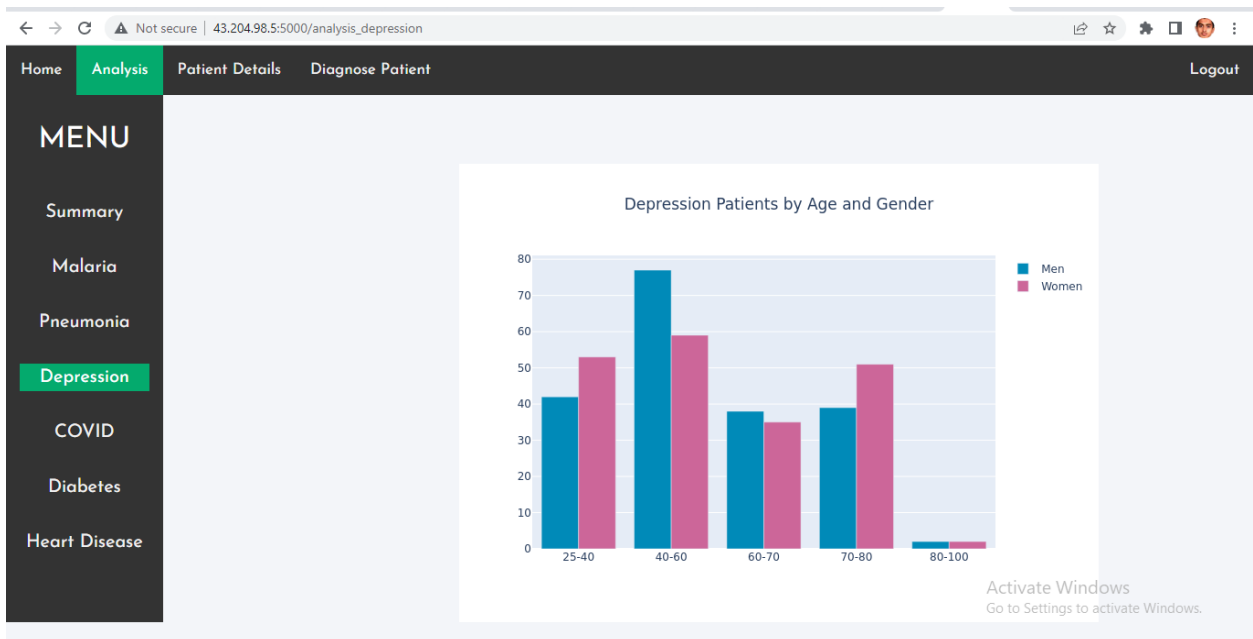 Not secure | 43.204.98.5:5000/analysis_depression
Home Analysis Patient Details Diagnose Patient Logout
MENU
Summary
Malaria
Pneumonia
Depression
COVID
Diabetes
Heart Disease
Depression Patients by Age and Gender
80
70
60
50
40
30
20
10
0
25-40 40-60 60-70 70-80 80-100
Men
Women
Activate Windows
Go to Settings to activate Windows.